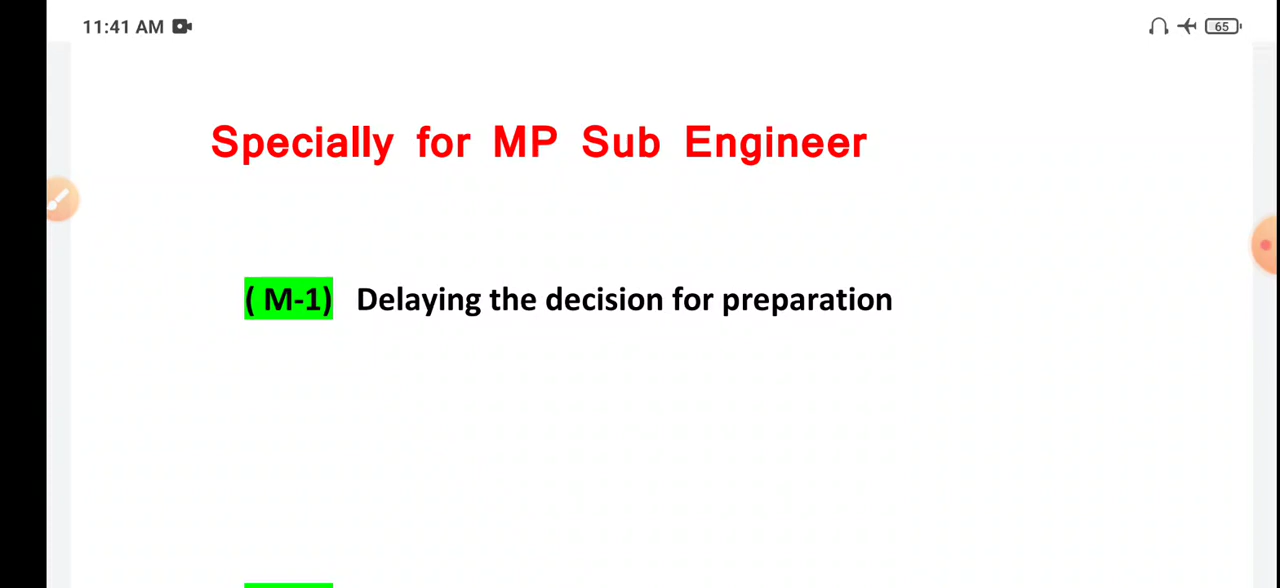 11:41 AM
65
Specially for MP Sub Engineer
( M-1) Delaying the decision for preparation